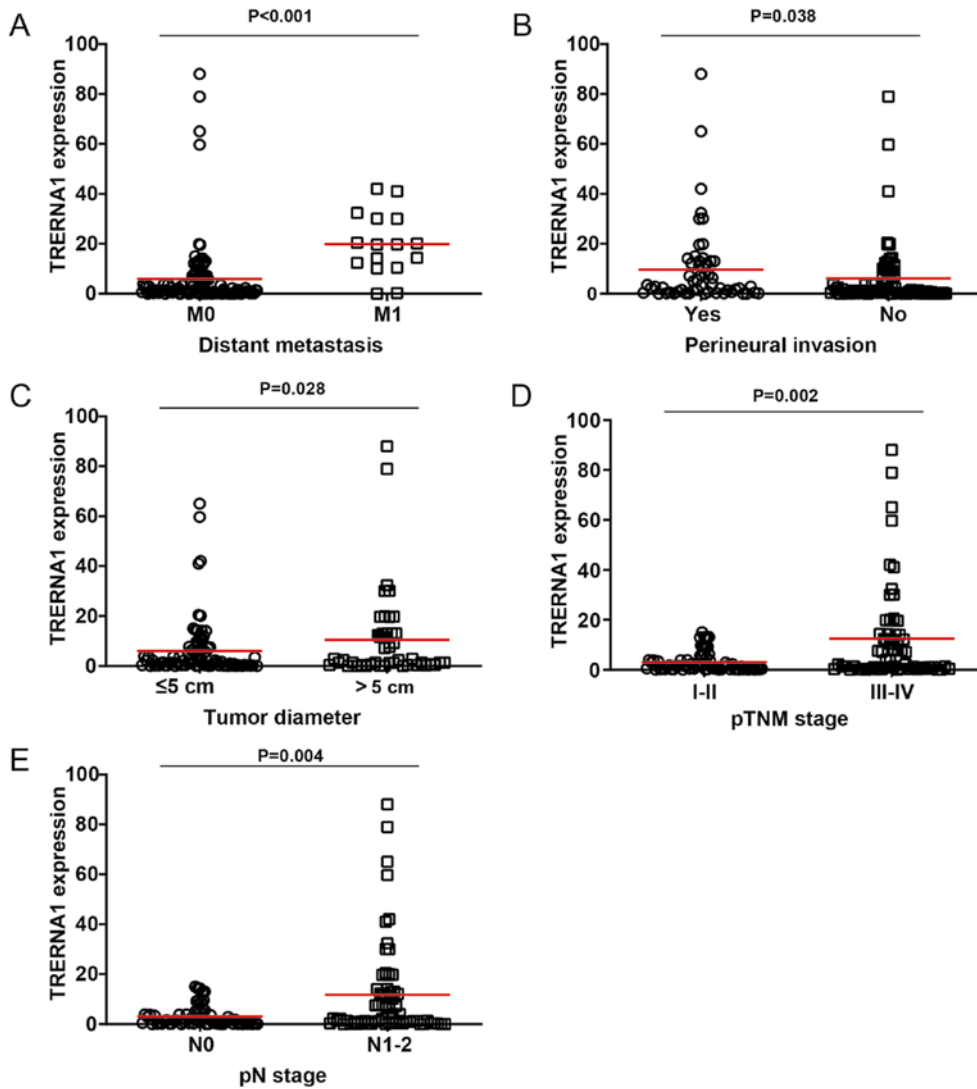 A
P<0.001
TRERNA1 expression
100
80
60
40
20
0
M0 M1
Distant metastasis
B
P=0.038
TRERNA1 expression
100
80
60
40
20
0
Yes No
Perineural invasion
C
P=0.028
TRERNA1 expression
100
80
60
40
20
0
≤5 cm > 5 cm
Tumor diameter
D
P=0.002
TRERNA1 expression
100
80
60
40
20
0
I-II III-IV
pTNM stage
E
P=0.004
TRERNA1 expression
100
80
60
40
20
0
N0 N1-2
pN stage